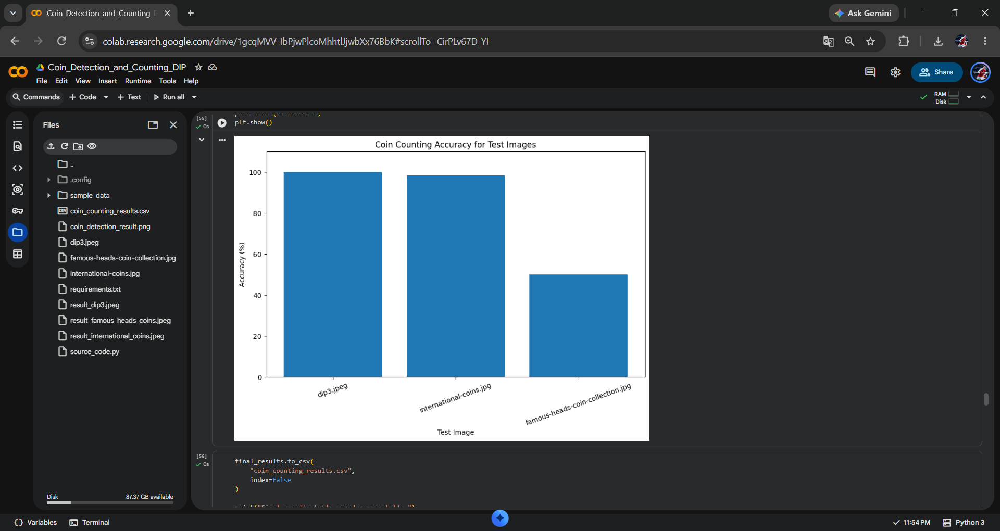 Coin_Detection_and_Counting_
Ask Gemini
colab.research.google.com/drive/1gcqMVV-IbPjwPlcoMhhtlJjwbXx76BbK#scrollTo=CirPLv67D_YI
Coin_Detection_and_Counting_DIP
File Edit View Insert Runtime Tools Help
Share
Commands + Code + Text Run all
RAM
Disk
Files
..
.config
sample_data
coin_counting_results.csv
coin_detection_result.png
dip3.jpeg
famous-heads-coin-collection.jpg
international-coins.jpg
requirements.txt
result_dip3.jpeg
result_famous_heads_coins.jpeg
result_international_coins.jpeg
source_code.py
Disk 87.37 GB available
[55]
0s
plt.show()
Coin Counting Accuracy for Test Images
100
80
60
40
20
0
Accuracy (%)
dip3.jpeg
international-coins.jpg
famous-heads-coin-collection.jpg
Test Image
[56]
0s
final_results.to_csv(
"coin_counting_results.csv",
index=False
)
Variables Terminal
11:54 PM Python 3